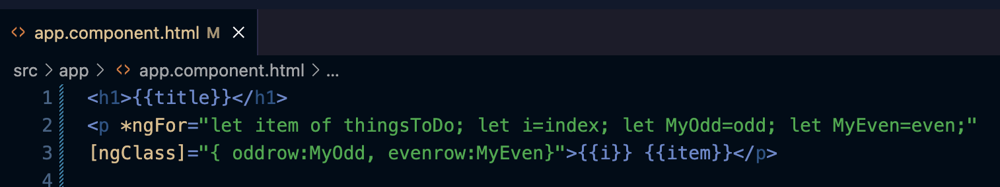 <> app.component.html M ×
src > app > <> app.component.html > ...
1 <h1>{{title}}</h1>
2 <p *ngFor="let item of thingsToDo; let i=index; let MyOdd=odd; let MyEven=even;"
3 [ngClass]="{ oddrow:MyOdd, evenrow:MyEven}">{{i}} {{item}}</p>
4